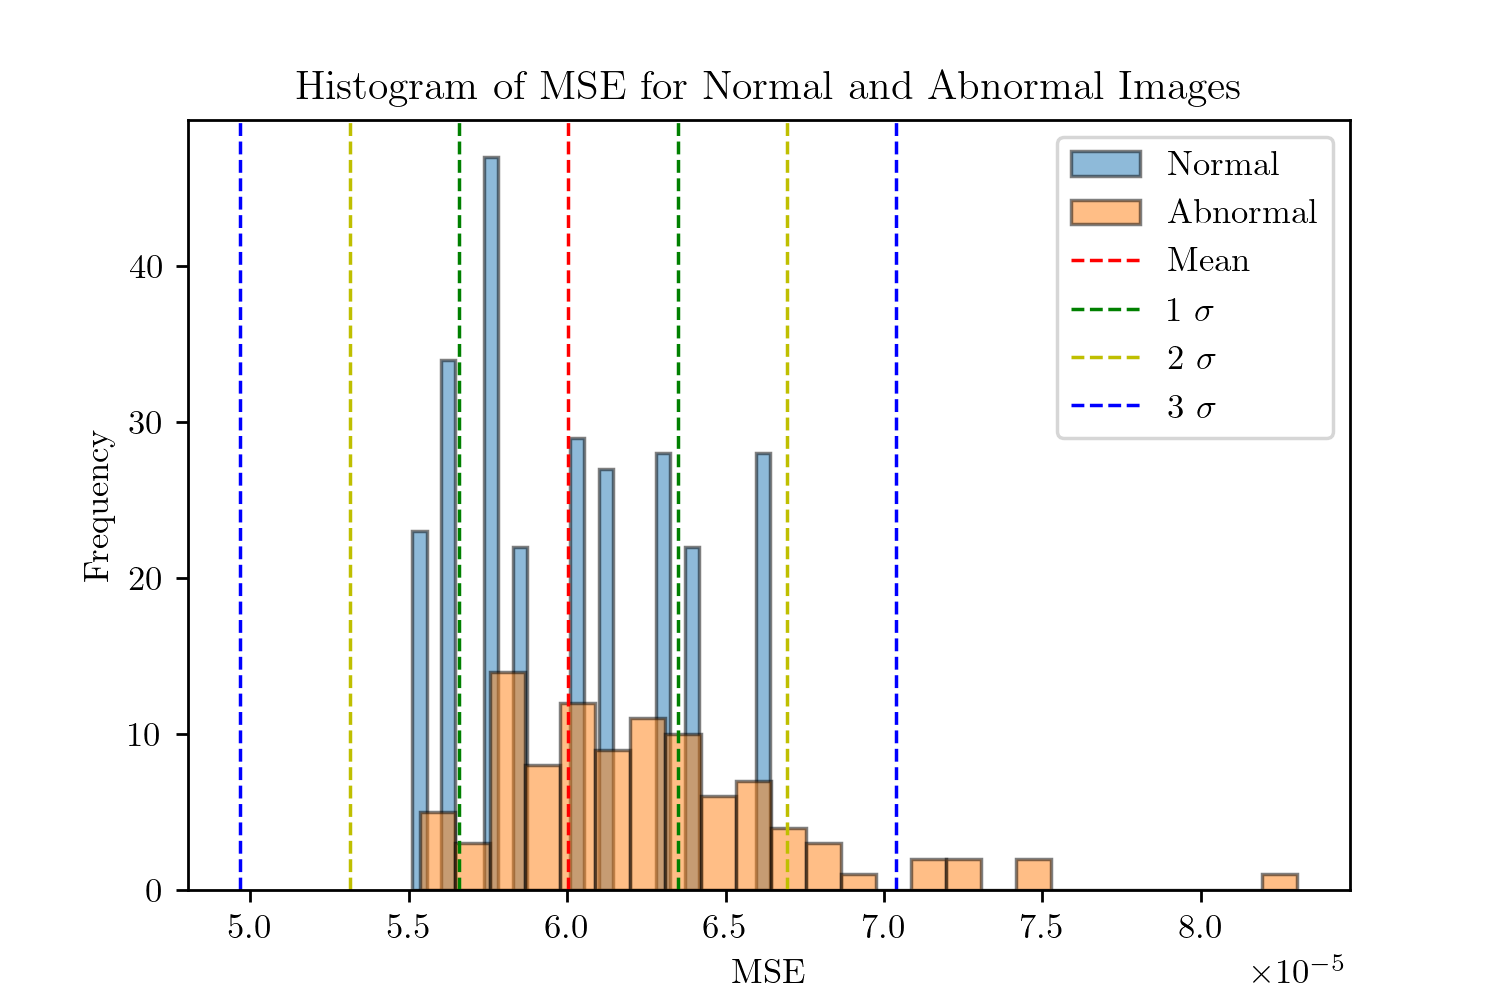 Histogram of MSE for Normal and Abnormal Images
Normal
Abnormal
Mean
1 σ
2 σ
3 σ
Frequency
40
30
20
10
0
5.0 5.5 6.0 6.5 7.0 7.5 8.0
MSE
×10⁻⁵